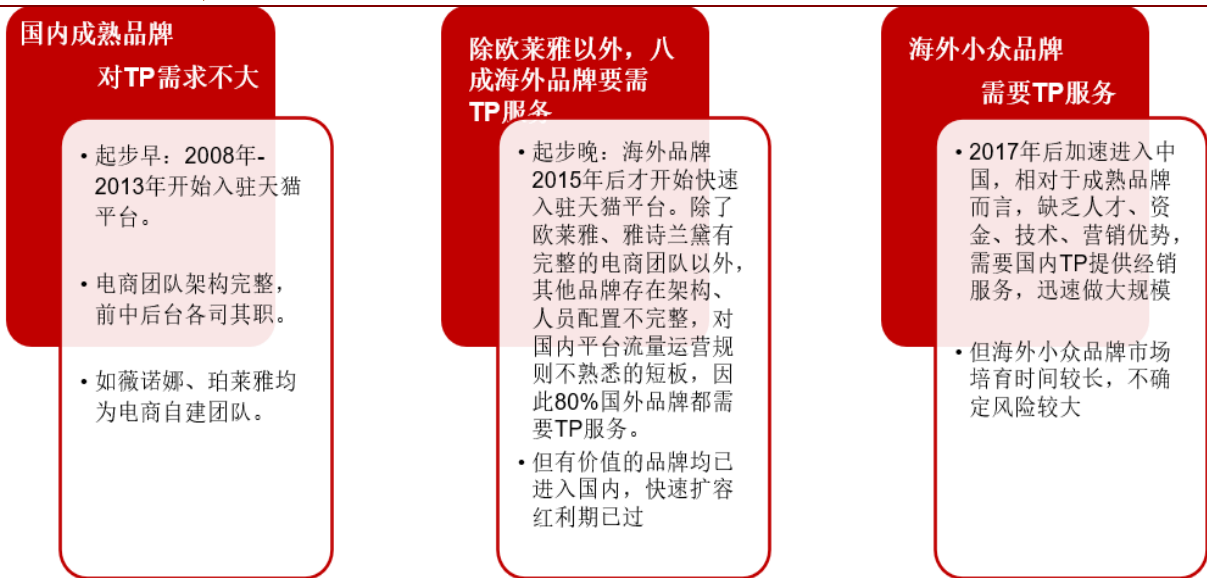 国内成熟品牌
对TP需求不大
• 起步早：2008年-
2013年开始入驻天猫
平台。
• 电商团队架构完整，
前中后台各司其职。
• 如薇诺娜、珀莱雅均
为电商自建团队。
除欧莱雅以外，八
成海外品牌要需
TP服务
• 起步晚：海外品牌
2015年后才开始快速
入驻天猫平台。除了
欧莱雅、雅诗兰黛有
完整的电商团队以外，
其他品牌存在架构、
人员配置不完整，对
国内平台流量运营规
则不熟悉的短板，因
此80%国外品牌都需
要TP服务。
• 但有价值的品牌均已
进入国内，快速扩容
红利期已过
海外小众品牌
需要TP服务
• 2017年后加速进入中
国，相对于成熟品牌
而言，缺乏人才、资
金、技术、营销优势，
需要国内TP提供经销
服务，迅速做大规模
• 但海外小众品牌市场
培育时间较长，不确
定风险较大